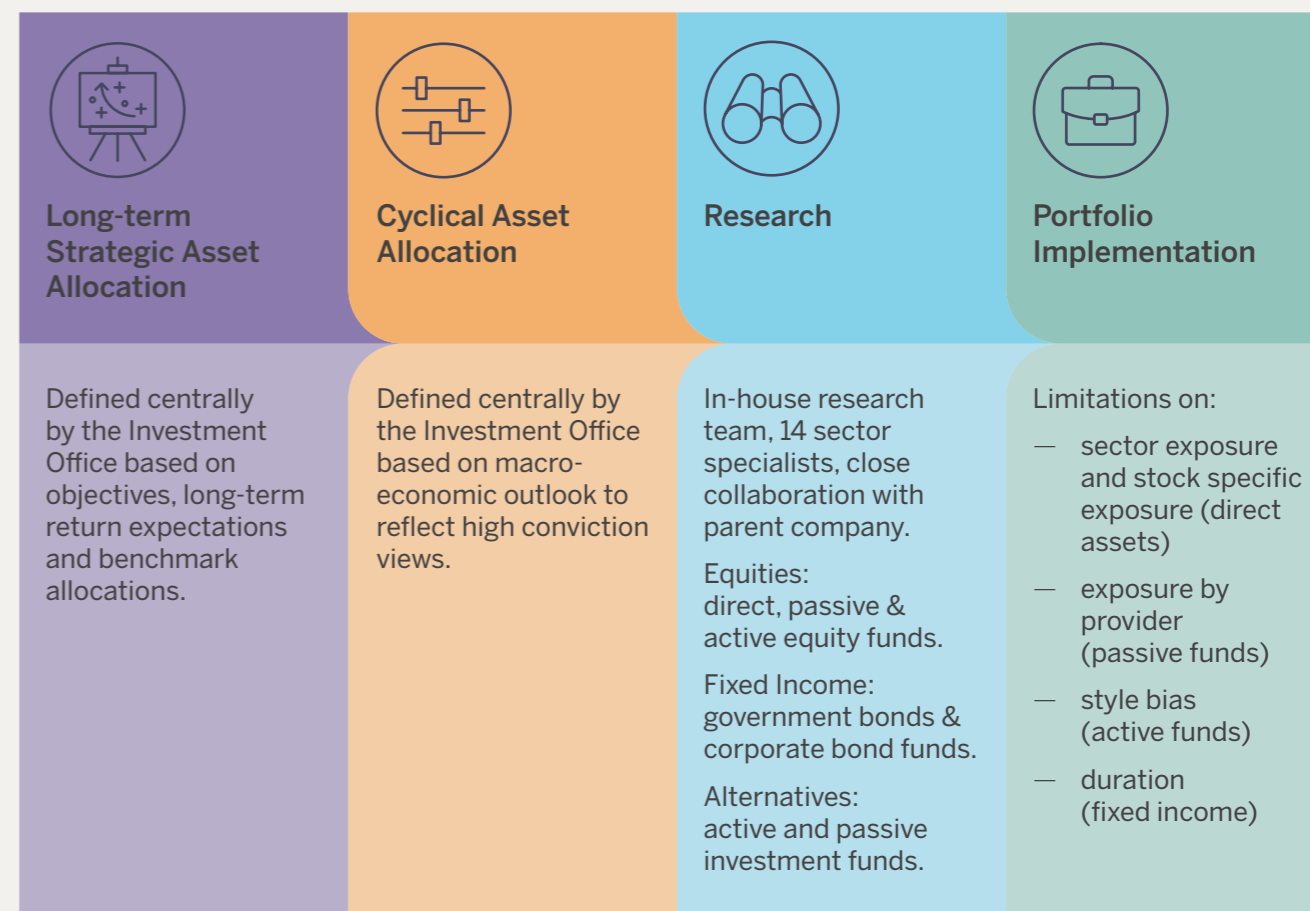 Long-term
Strategic Asset
Allocation
Defined centrally
by the Investment
Office based on
objectives, long-term
return expectations
and benchmark
allocations.
Cyclical Asset
Allocation
Defined centrally by
the Investment Office
based on macro-
economic outlook to
reflect high conviction
views.
Research
In-house research
team, 14 sector
specialists, close
collaboration with
parent company.
Equities:
direct, passive &
active equity funds.
Fixed Income:
government bonds &
corporate bond funds.
Alternatives:
active and passive
investment funds.
Portfolio
Implementation
Limitations on:
— sector exposure
and stock specific
exposure (direct
assets)
— exposure by
provider
(passive funds)
— style bias
(active funds)
— duration
(fixed income)